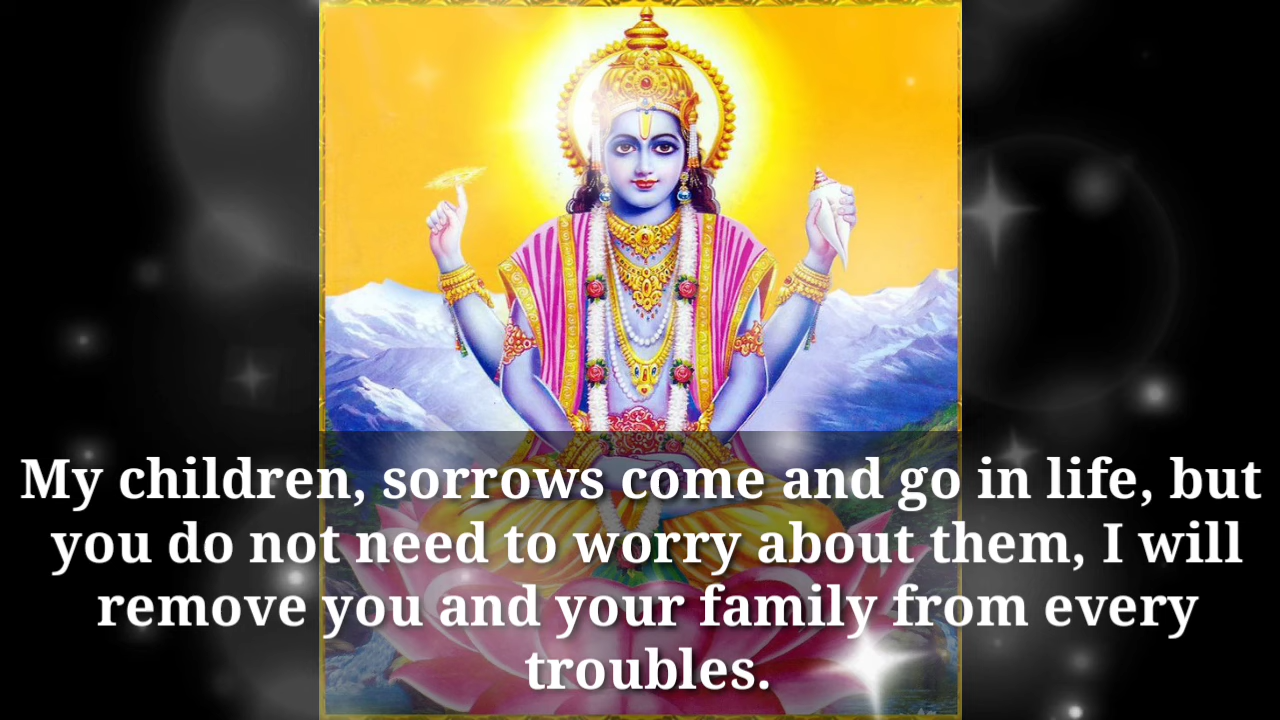 My children, sorrows come and go in life, but
you do not need to worry about them, I will
remove you and your family from every
troubles.